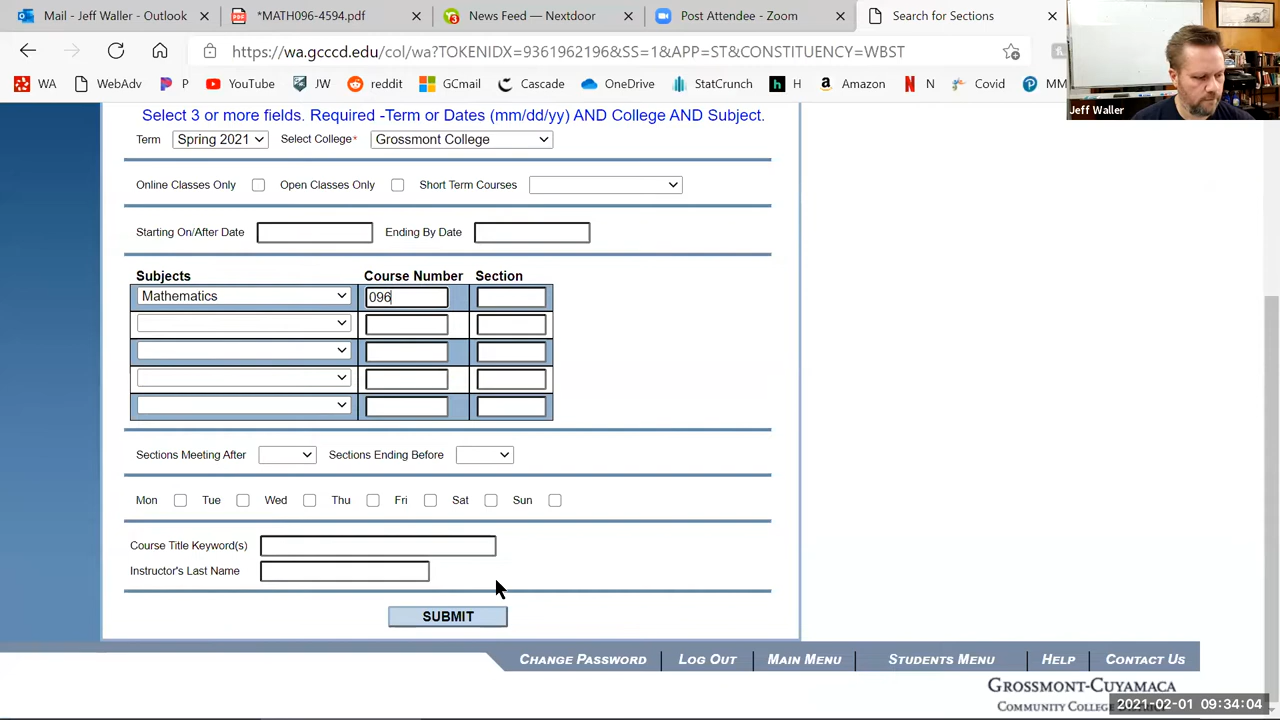 Mail - Jeff Waller - Outlook
*MATH096-4594.pdf
News Feed — Nextdoor
Post Attendee - Zoom
Search for Sections
https://wa.gcccd.edu/col/wa?TOKENIDX=9361962196&SS=1&APP=ST&CONSTITUENCY=WBST
WA WebAdv P YouTube JW Reddit GCmail C OneDrive StatCrunch H Amazon N Covid MM
Jeff Waller
Select 3 or more fields. Required -Term or Dates (mm/dd/yy) AND College AND Subject.
Term Spring 2021 Select College* Grossmont College
Online Classes Only Open Classes Only Short Term Courses
Starting On/After Date Ending By Date
Subjects Course Number Section
Mathematics 096
Sections Meeting After Sections Ending Before
Mon Tue Wed Thu Fri Sat Sun
Course Title Keyword(s)
Instructor's Last Name
SUBMIT
CHANGE PASSWORD LOG OUT MAIN MENU STUDENTS MENU HELP CONTACT US
GROSSMONT-CUYAMACA
COMMUNITY COLLEGE
2021-02-01 09:34:04